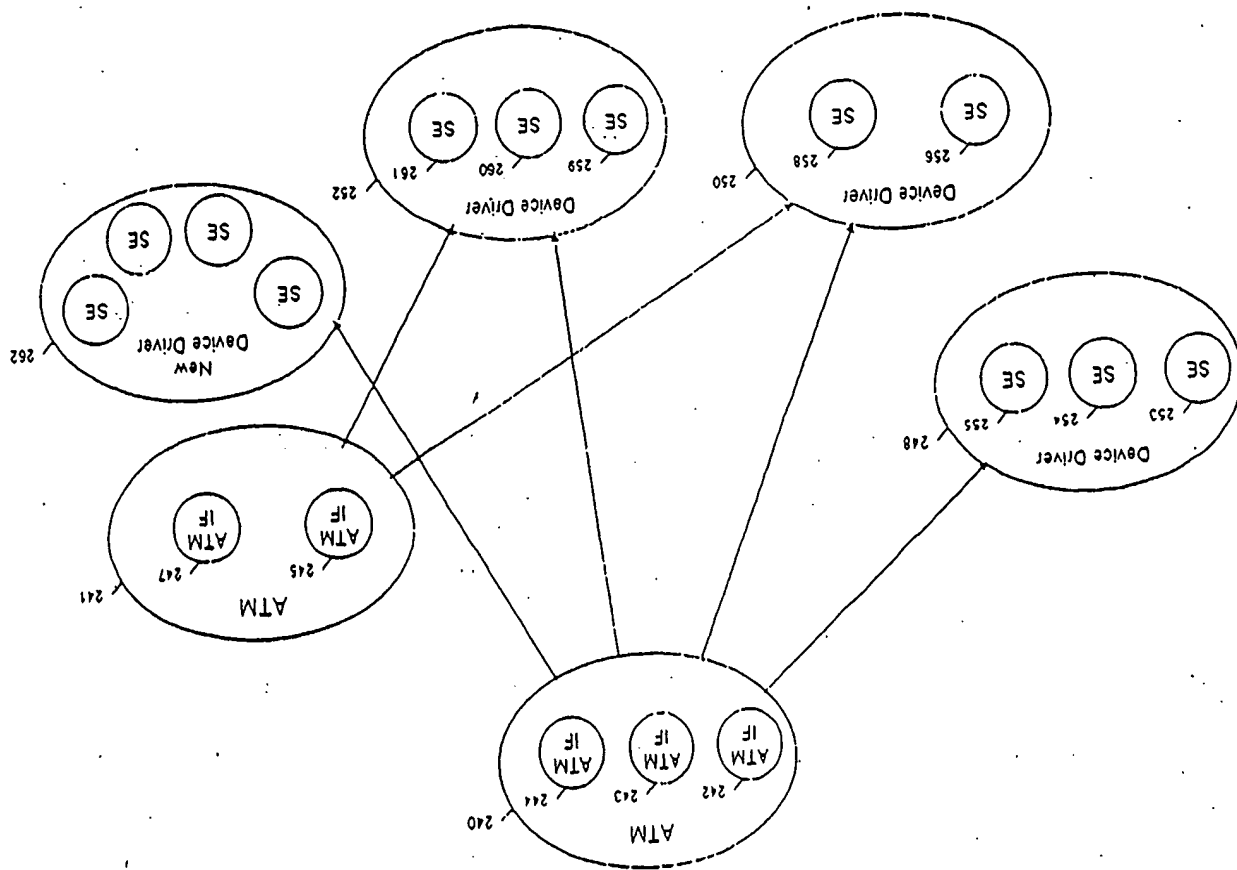 ATM
240
242
243
244
ATM
IF
ATM
IF
ATM
IF
ATM
241
245
247
ATM
IF
ATM
IF
Device Driver
248
253
254
255
SE
SE
SE
New
Device Driver
262
SE
SE
SE
SE
Device Driver
250
256
258
SE
SE
Device Driver
252
259
260
261
SE
SE
SE